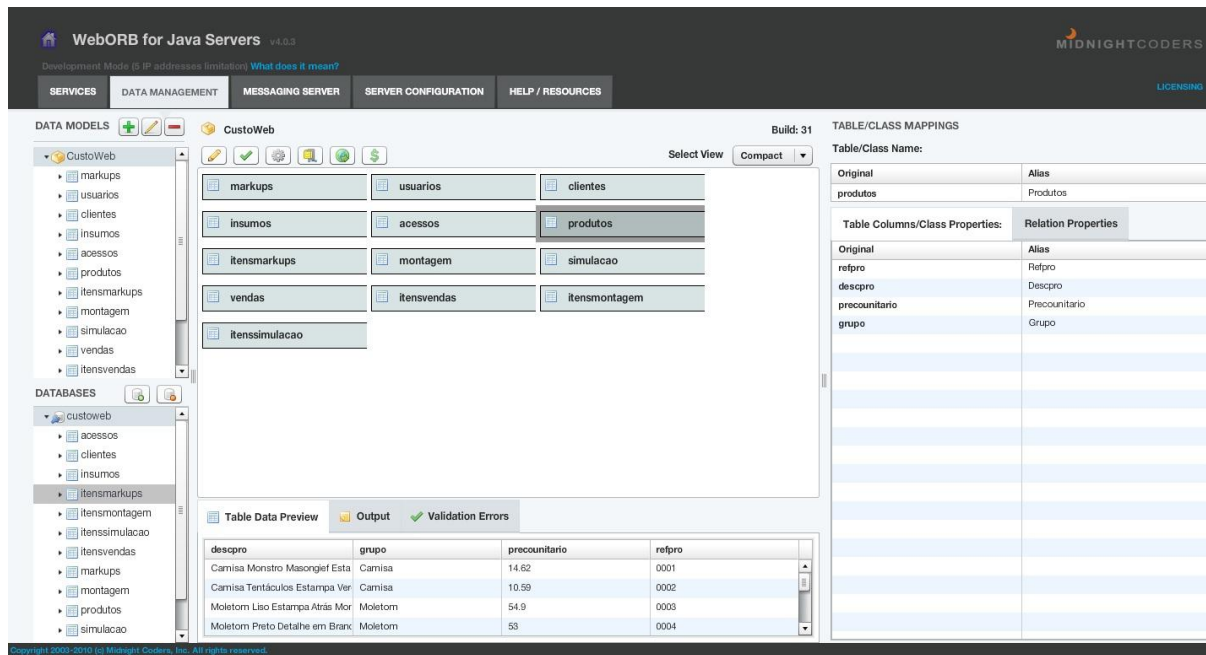 WebORB for Java Servers v4.0.3
MIDNIGHTCODERS
Development Mode (5 IP addresses limitation) What does it mean?
SERVICES DATA MANAGEMENT MESSAGING SERVER SERVER CONFIGURATION HELP / RESOURCES LICENSING
DATA MODELS
CustoWeb
markups
usuarios
clientes
insumos
acessos
produtos
itensmarkups
montagem
simulacao
vendas
itensvendas
DATABASES
custoweb
acessos
clientes
insumos
itensmarkups
itensmontagem
itenssimulacao
itensvendas
markups
montagem
produtos
simulacao
CustoWeb Build: 31
Select View Compact
markups usuarios clientes
insumos acessos produtos
itensmarkups montagem simulacao
vendas itensvendas itensmontagem
itenssimulacao
Table Data Preview Output Validation Errors
descpro grupo precounitario refpro
Camisa Monstro Masongief Esta Camisa 14.62 0001
Camisa Tentáculos Estampa Ver Camisa 10.59 0002
Moletom Liso Estampa Atrás Mor Moletom 54.9 0003
Moletom Preto Detalhe em Branc Moletom 53 0004
TABLE/CLASS MAPPINGS
Table/Class Name:
Original Alias
produtos Produtos
Table Columns/Class Properties: Relation Properties
Original Alias
refpro Refpro
descpro Descpro
precounitario Precounitario
grupo Grupo
Copyright 2003-2010 (c) Midnight Coders, Inc. All rights reserved.